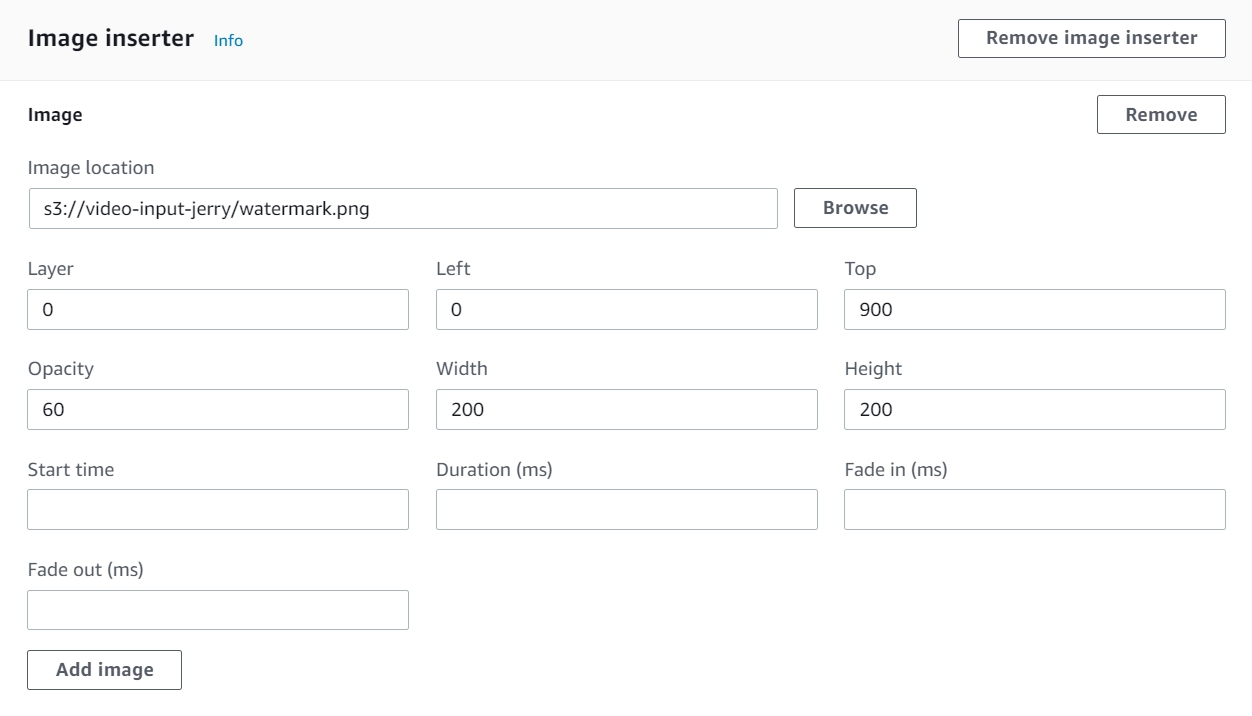 Image inserter Info Remove image inserter
Image Remove
Image location
s3://video-input-jerry/watermark.png Browse
Layer Left Top
0 0 900
Opacity Width Height
60 200 200
Start time Duration (ms) Fade in (ms)
Fade out (ms)
Add image